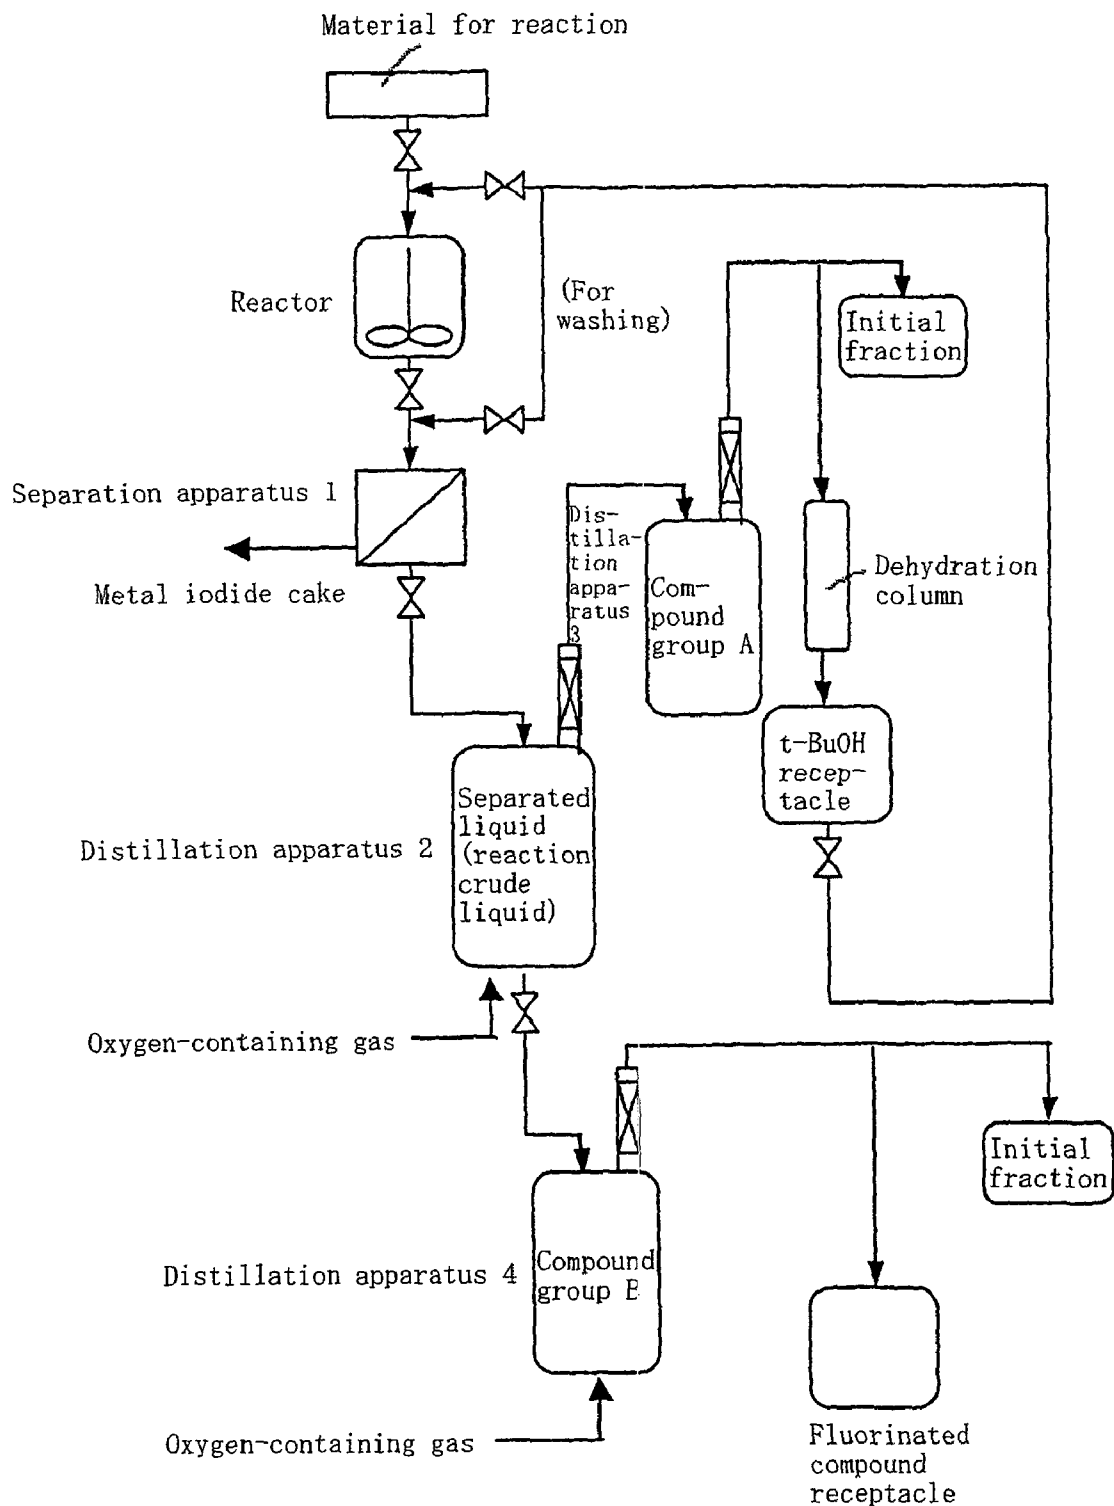 Material for reaction
Reactor
(For
washing)
Initial
fraction
Separation apparatus 1
Metal iodide cake
Dis-
tilla-
tion
appa-
ratus
3
Com-
pound
group A
Dehydration
column
t-BuOH
recep-
tacle
Distillation apparatus 2
Separated
liquid
(reaction
crude
liquid)
Oxygen-containing gas
Initial
fraction
Distillation apparatus 4
Compound
group B
Oxygen-containing gas
Fluorinated
compound
receptacle